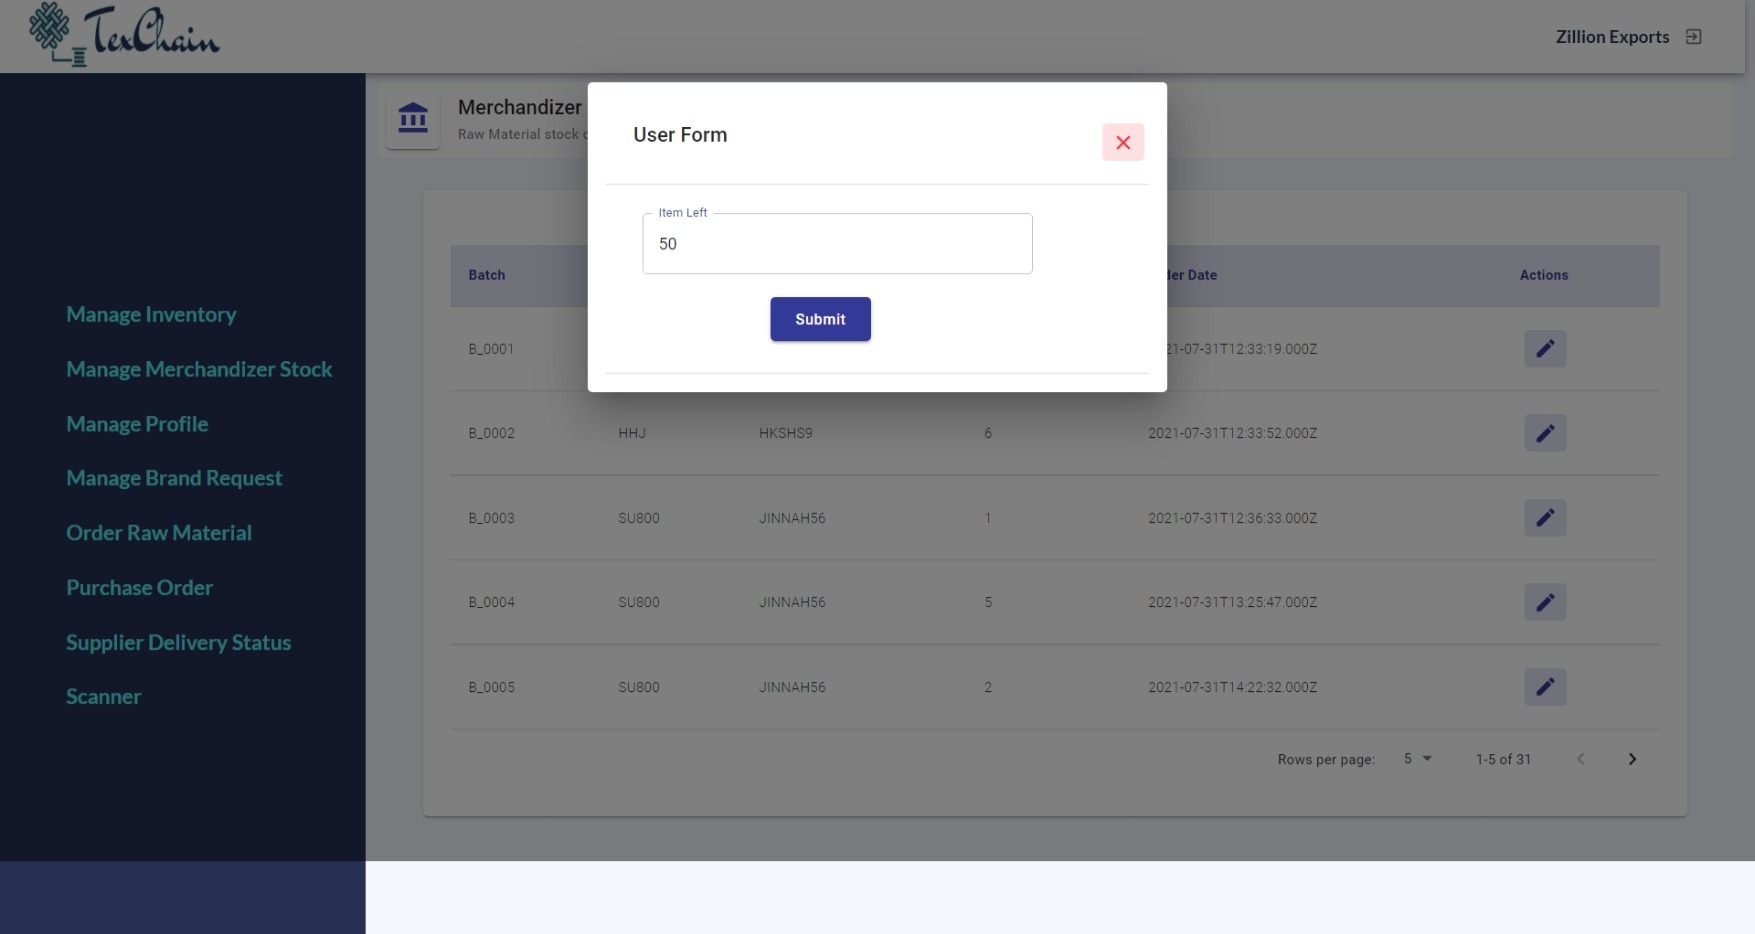 TexChain
Zillion Exports
Merchandizer
Raw Material stock
User Form
Item Left
50
Submit
Manage Inventory
Manage Merchandizer Stock
Manage Profile
Manage Brand Request
Order Raw Material
Purchase Order
Supplier Delivery Status
Scanner
Batch der Date Actions
B_0001 21-07-31T12:33:19.000Z
B_0002 HHJ HKSHS9 6 2021-07-31T12:33:52.000Z
B_0003 SU800 JINNAH56 1 2021-07-31T12:36:33.000Z
B_0004 SU800 JINNAH56 5 2021-07-31T13:25:47.000Z
B_0005 SU800 JINNAH56 2 2021-07-31T14:22:32.000Z
Rows per page: 5 1-5 of 31